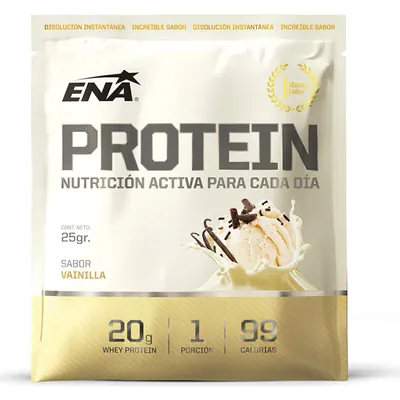 DISOLUCIÓN INSTANTÁNEA INCREÍBLE SABOR DISOLUCIÓN INSTANTÁNEA INCREÍBLE SABOR
ENA®
PROTEIN
NUTRICIÓN ACTIVA PARA CADA DÍA
CONT. NETO:
25gr.
SABOR
VAINILLA
20g 1 99
WHEY PROTEIN PORCIÓN CALORÍAS